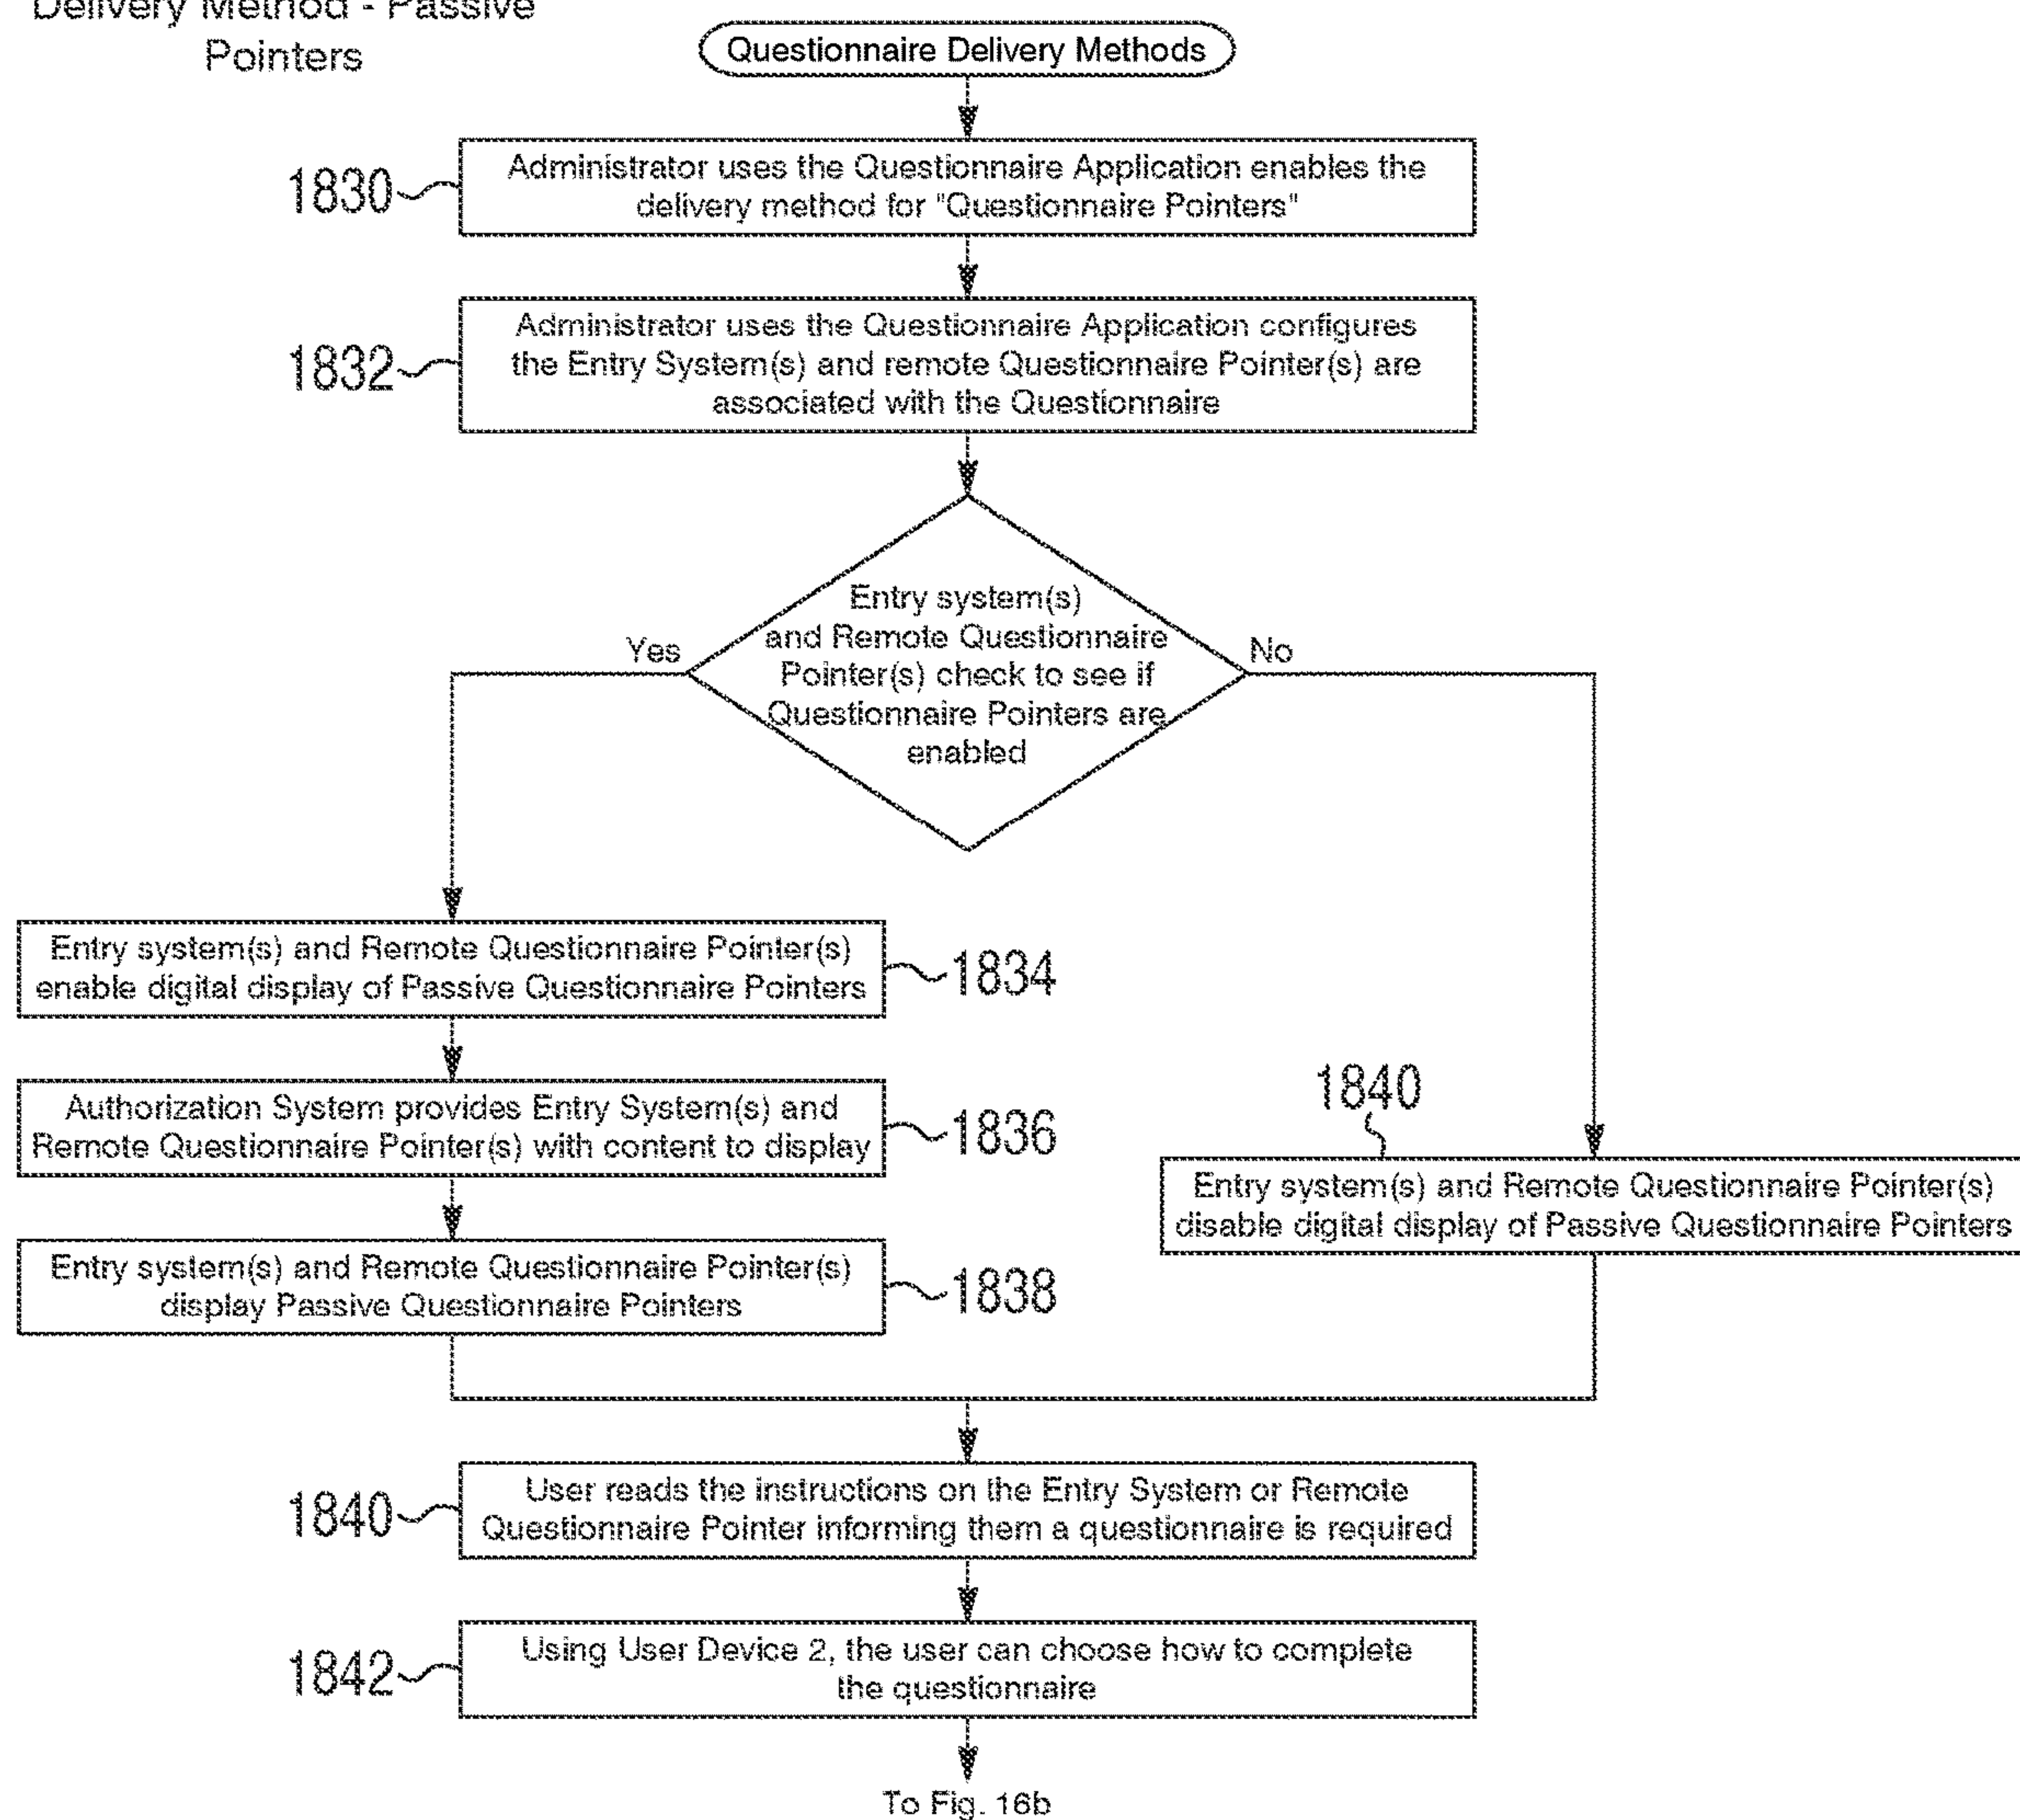 Delivery Method - Passive
Pointers
Questionnaire Delivery Methods
1830
Administrator uses the Questionnaire Application enables the
delivery method for "Questionnaire Pointers"
1832
Administrator uses the Questionnaire Application configures
the Entry System(s) and remote Questionnaire Pointer(s) are
associated with the Questionnaire
Entry system(s)
and Remote Questionnaire
Pointer(s) check to see if
Questionnaire Pointers are
enabled
Yes
No
Entry system(s) and Remote Questionnaire Pointer(s)
enable digital display of Passive Questionnaire Pointers
1834
Authorization System provides Entry System(s) and
Remote Questionnaire Pointer(s) with content to display
1836
Entry system(s) and Remote Questionnaire Pointer(s)
display Passive Questionnaire Pointers
1838
1840
Entry system(s) and Remote Questionnaire Pointer(s)
disable digital display of Passive Questionnaire Pointers
1840
User reads the instructions on the Entry System or Remote
Questionnaire Pointer informing them a questionnaire is required
1842
Using User Device 2, the user can choose how to complete
the questionnaire
To Fig. 16b